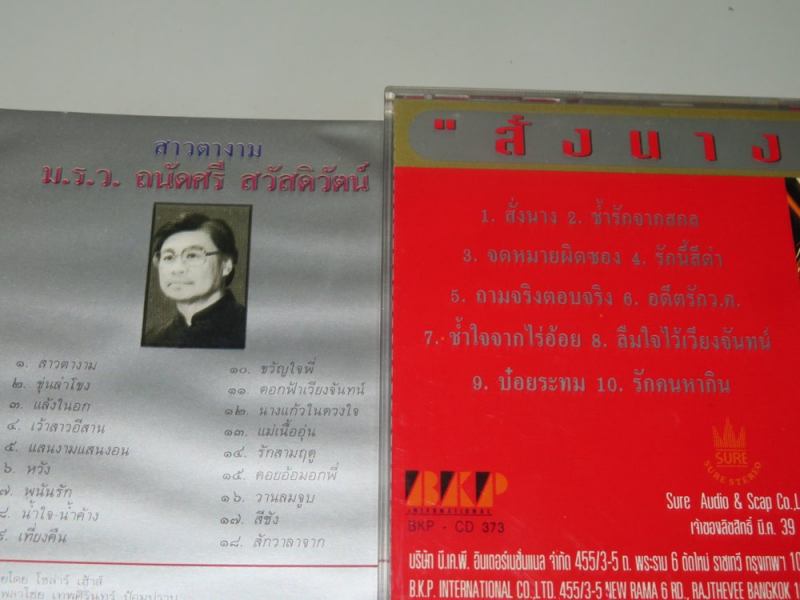 สาวตางาม
ม.ร.ว. ถนัดศรี สวัสดิวัตน์
๑. สาวตางาม
๒. ขุ่นลำโขง
๓. แล้งในอก
๔. เว้าสาวอีสาน
๕. แสนงามแสนงอน
๖. หวัง
๗. พนันรัก
๘. น้ำใจ-น้ำค้าง
๙. เที่ยงคืน
๑๐. ขวัญใจพี่
๑๑. ดอกฟ้าเวียงจันทน์
๑๒. นางแก้วในดวงใจ
๑๓. แม่เนื้ออุ่น
๑๔. รักสามฤดู
๑๕. คอยอ้อมอกพี่
๑๖. วานลมจูบ
๑๗. สีชัง
๑๘. สักวาลาจาก
" สั่งนาง
1. สั่งนาง 2. ช้ำรักจากสกล
3. จดหมายผิดซอง 4. รักนี้สีดำ
5. ถามจริงตอบจริง 6. อดีตรักว.ค.
7. ช้ำใจจากไร่อ้อย 8. ลืมใจไว้เวียงจันทน์
9. ป๋อยระทม 10. รักคนหากิน
SURE
SURE STEREO
BKP
INTERNATIONAL
BKP - CD 373
Sure Audio & Scap Co.,L
เจ้าของลิขสิทธิ์ มี.ค. 39
บริษัท บี.เค.พี. อินเตอร์เนชั่นแนล จำกัด 455/3-5 ถ. พระราม 6 ตัดใหม่ ราชเทวี กรุงเทพฯ 10
B.K.P. INTERNATIONAL CO.,LTD. 455/3-5 NEW RAMA 6 RD., RAJTHEVEE BANGKOK 1